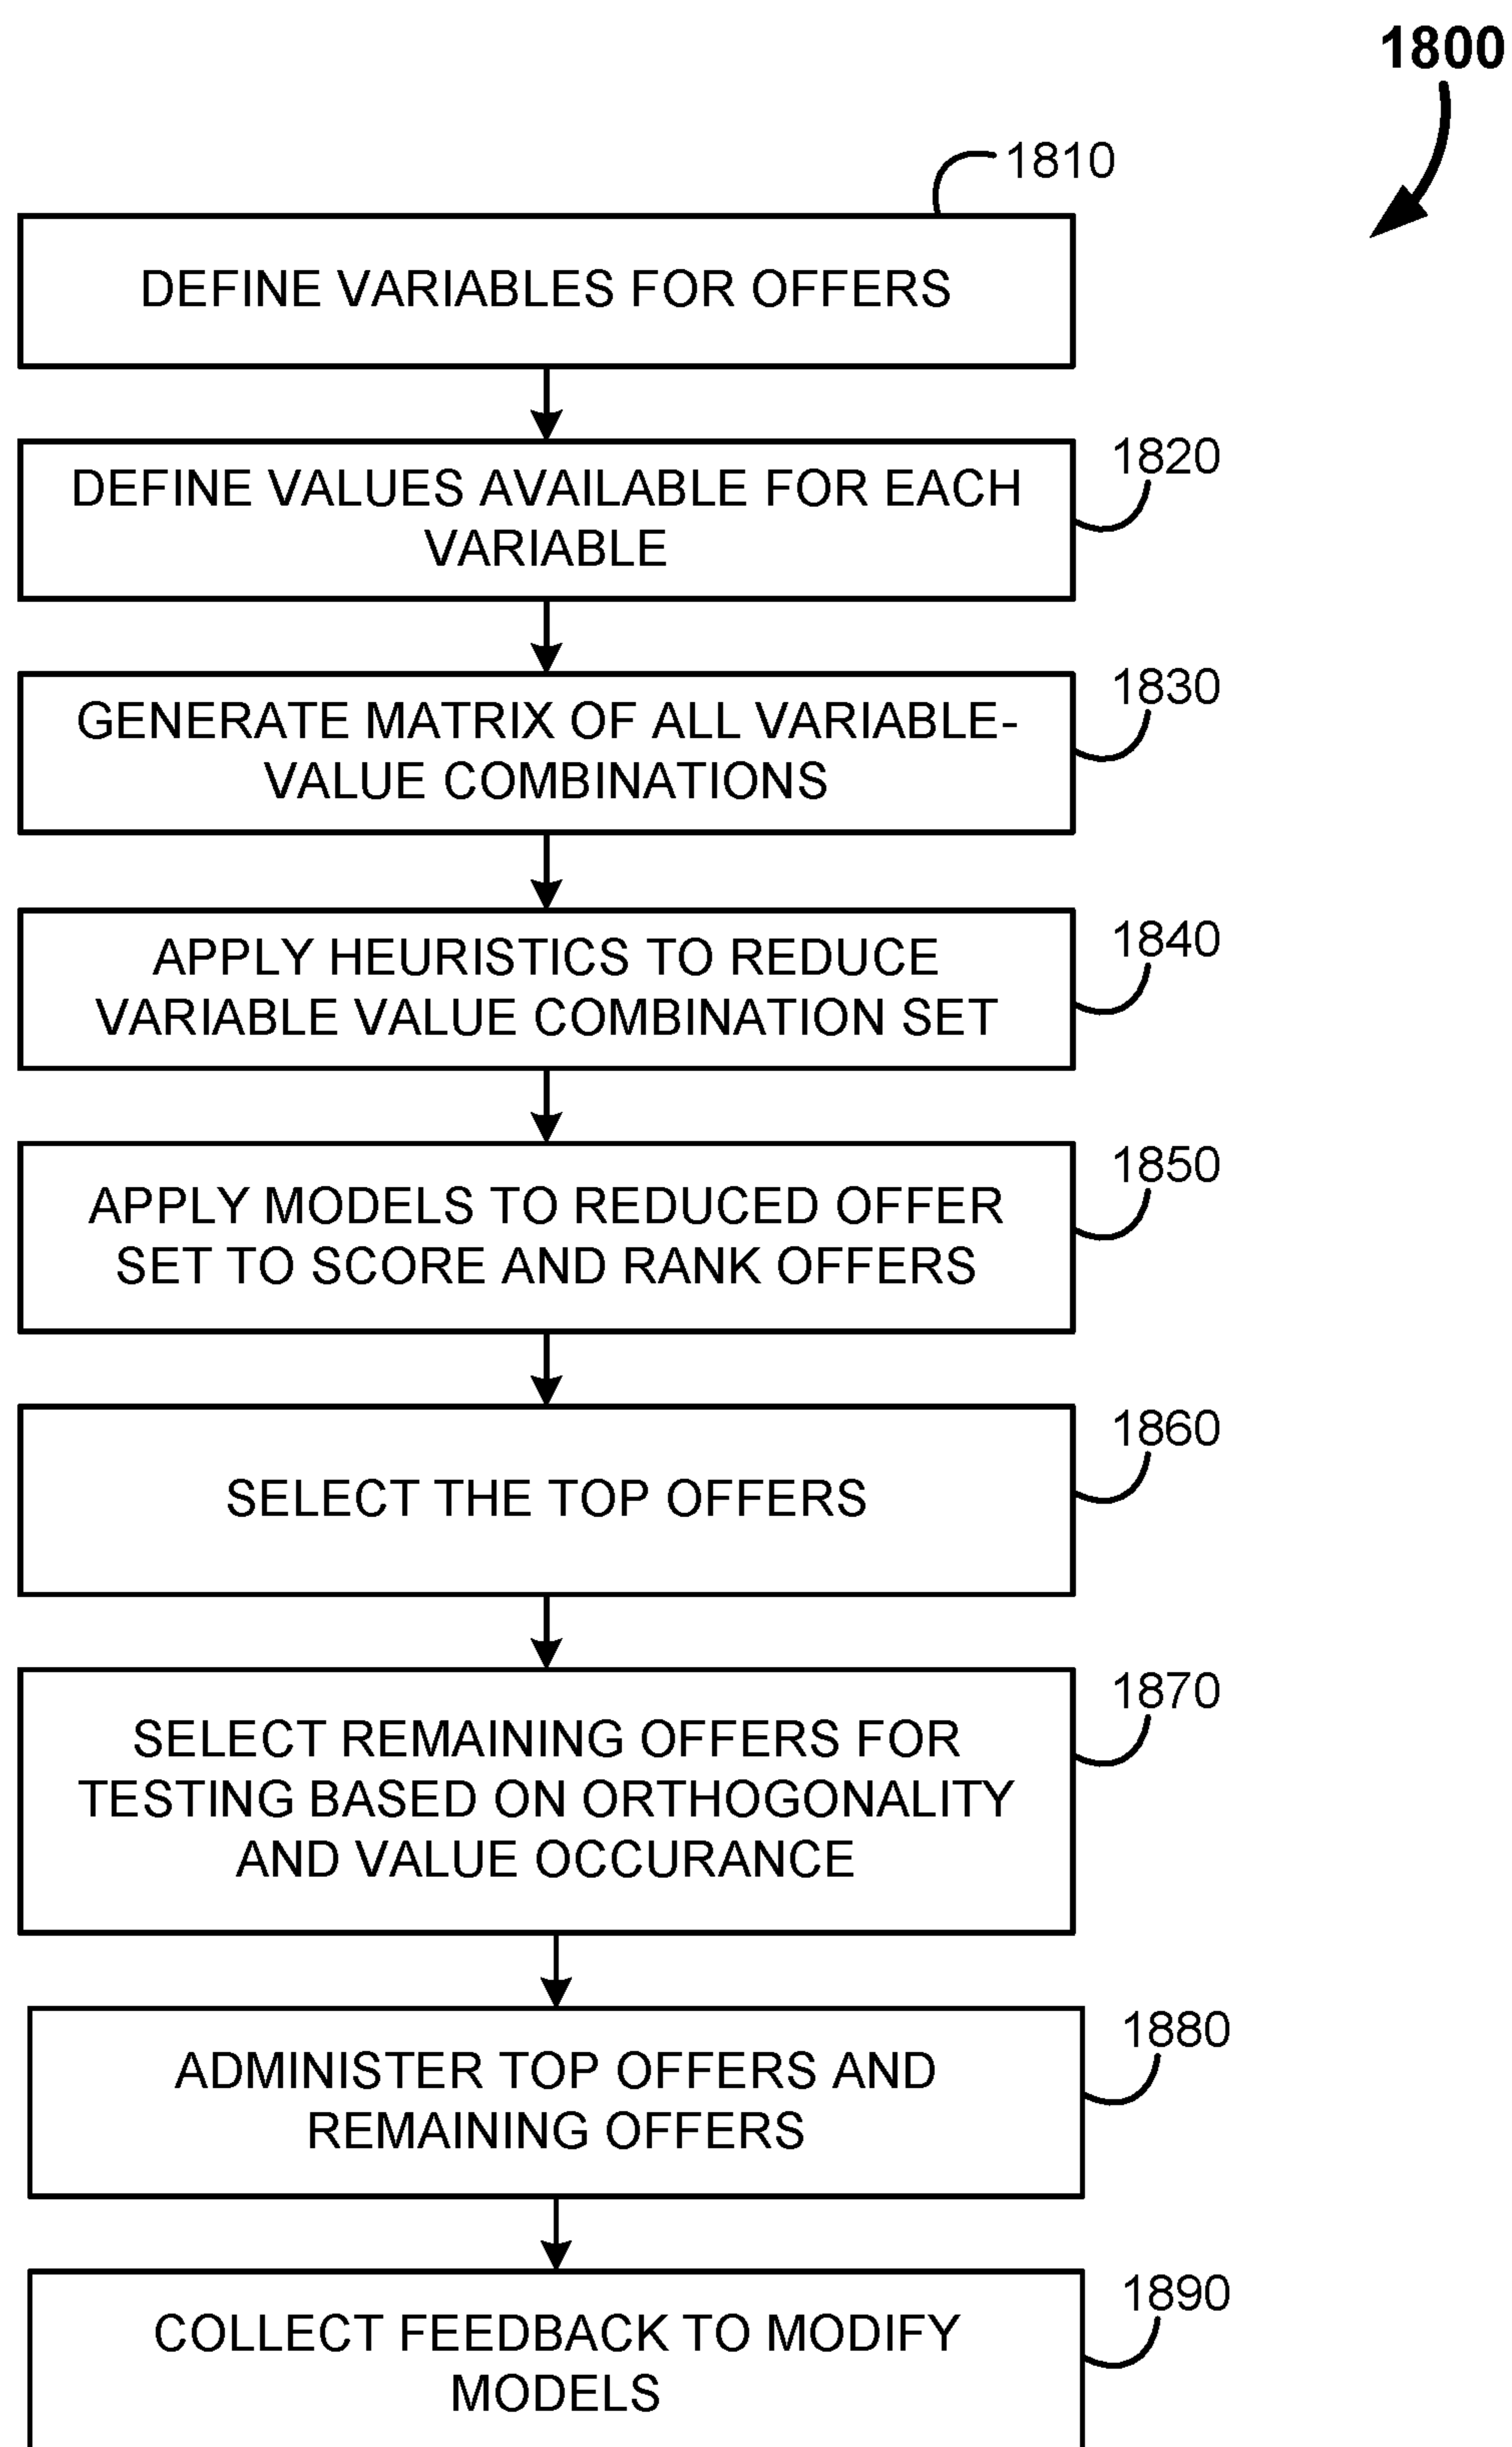 1800
1810
DEFINE VARIABLES FOR OFFERS
1820
DEFINE VALUES AVAILABLE FOR EACH
VARIABLE
1830
GENERATE MATRIX OF ALL VARIABLE-
VALUE COMBINATIONS
1840
APPLY HEURISTICS TO REDUCE
VARIABLE VALUE COMBINATION SET
1850
APPLY MODELS TO REDUCED OFFER
SET TO SCORE AND RANK OFFERS
1860
SELECT THE TOP OFFERS
1870
SELECT REMAINING OFFERS FOR
TESTING BASED ON ORTHOGONALITY
AND VALUE OCCURANCE
1880
ADMINISTER TOP OFFERS AND
REMAINING OFFERS
1890
COLLECT FEEDBACK TO MODIFY
MODELS